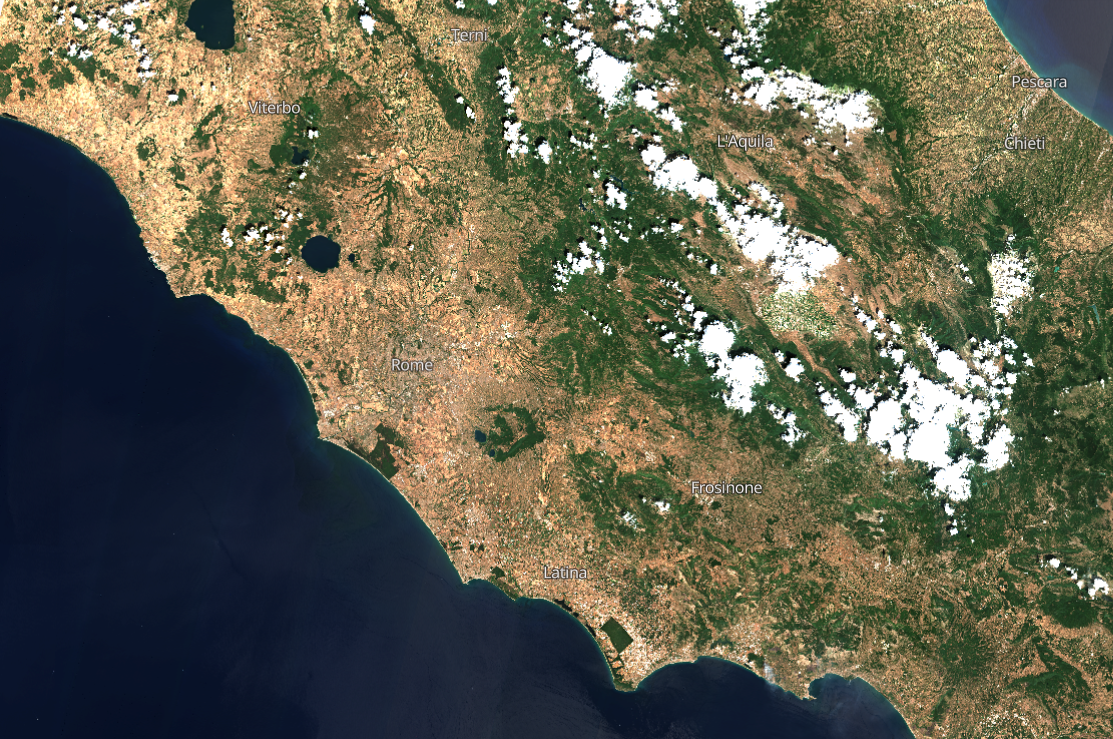 Terni
Pescara
Viterbo
L'Aquila
Chieti
Rome
Frosinone
Latina